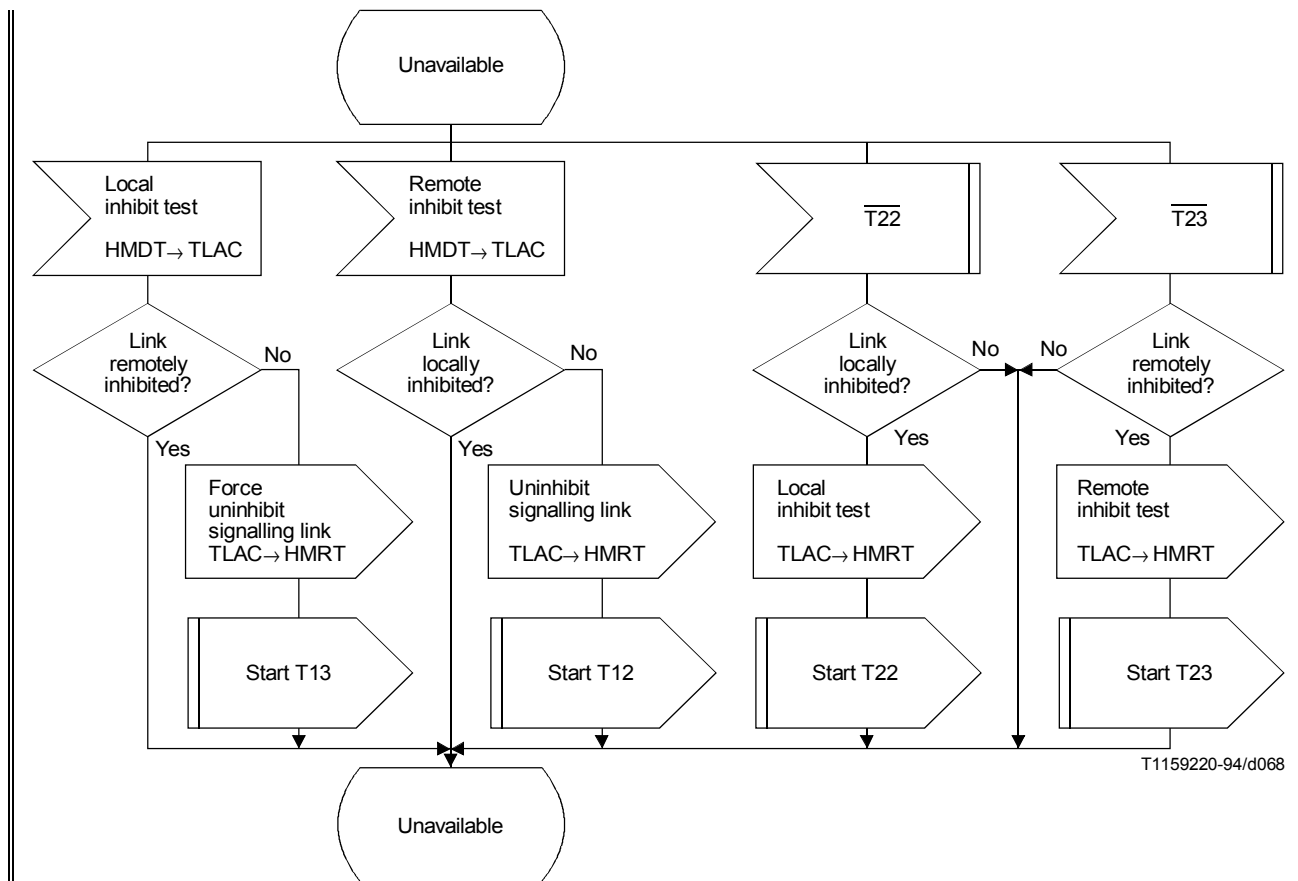 Unavailable
Local
inhibit test
HMDT→ TLAC
Remote
inhibit test
HMDT→ TLAC
T22
T23
Link
remotely
inhibited?
No
Yes
Link
locally
inhibited?
No
Yes
Link
locally
inhibited?
No
Yes
Link
remotely
inhibited?
No
Yes
Force
uninhibit
signalling link
TLAC→ HMRT
Uninhibit
signalling link
TLAC→ HMRT
Local
inhibit test
TLAC→ HMRT
Remote
inhibit test
TLAC→ HMRT
Start T13
Start T12
Start T22
Start T23
T1159220-94/d068
Unavailable